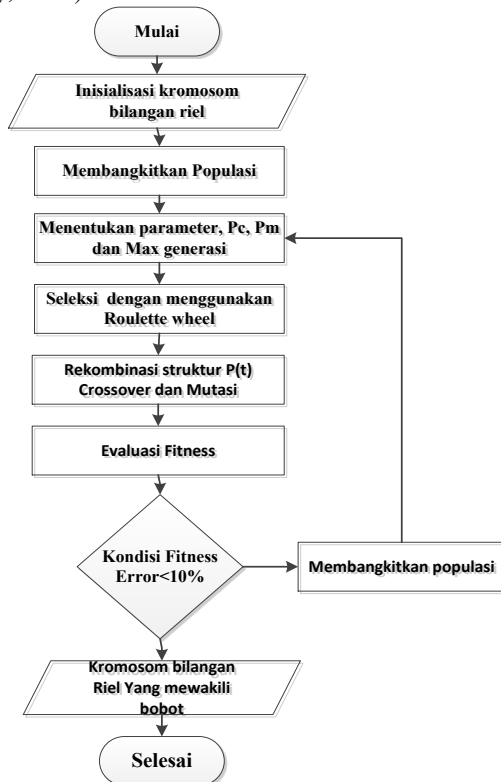 Mulai
Inisialisasi kromosom
bilangan riel
Membangkitkan Populasi
Menentukan parameter, Pc, Pm
dan Max generasi
Seleksi dengan menggunakan
Roulette wheel
Rekombinasi struktur P(t)
Crossover dan Mutasi
Evaluasi Fitness
Kondisi Fitness
Error<10%
Membangkitkan populasi
Kromosom bilangan
Riel Yang mewakili
bobot
Selesai